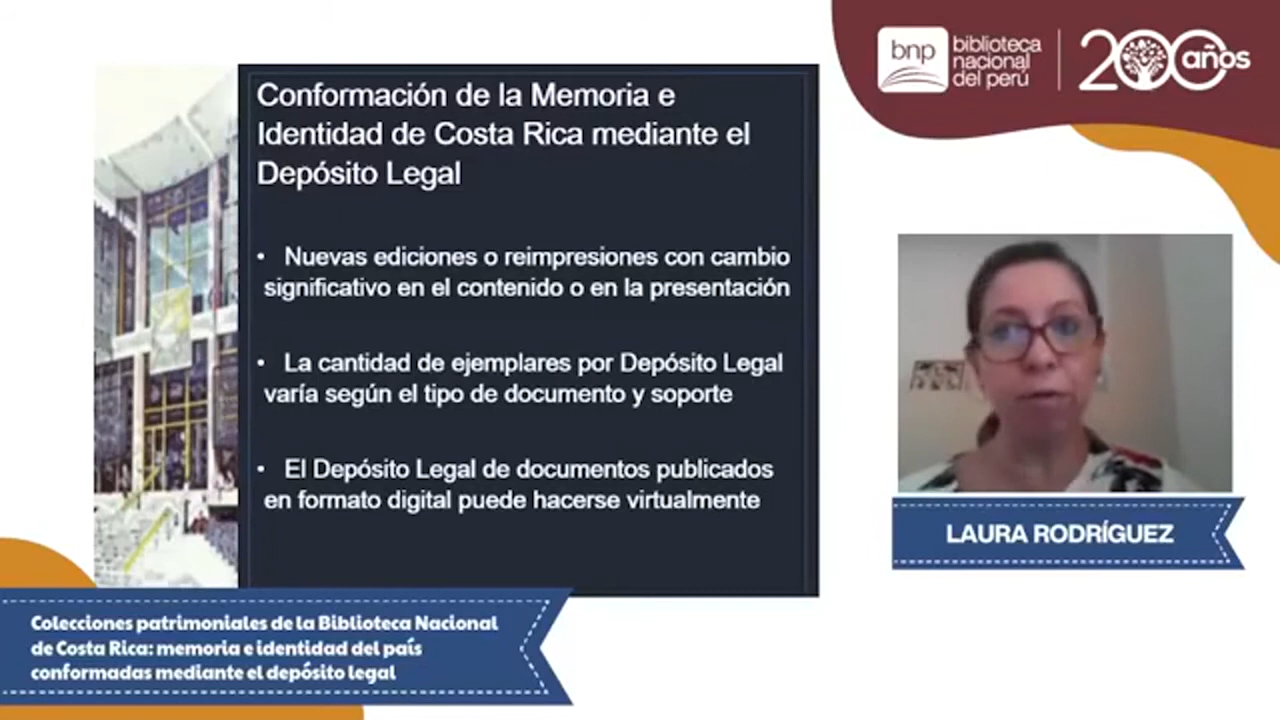 bnp
biblioteca
nacional
del perú
200 años
Conformación de la Memoria e
Identidad de Costa Rica mediante el
Depósito Legal
• Nuevas ediciones o reimpresiones con cambio
significativo en el contenido o en la presentación
• La cantidad de ejemplares por Depósito Legal
varía según el tipo de documento y soporte
• El Depósito Legal de documentos publicados
en formato digital puede hacerse virtualmente
LAURA RODRÍGUEZ
Colecciones patrimoniales de la Biblioteca Nacional
de Costa Rica: memoria e identidad del país
conformadas mediante el depósito legal